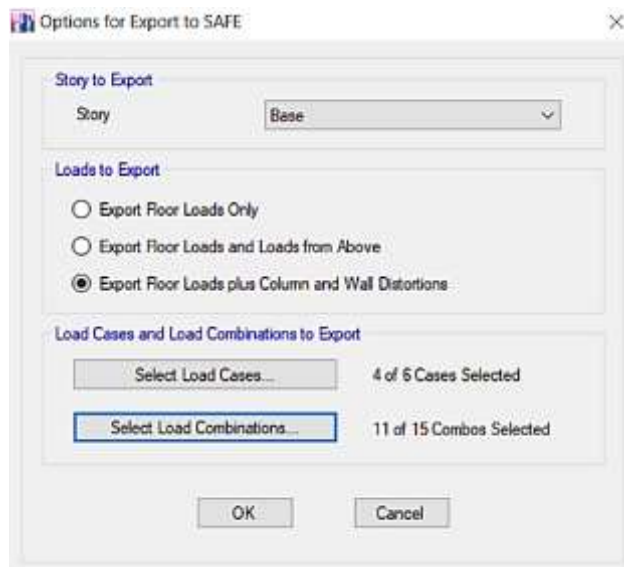 Options for Export to SAFE
Story to Export
Story
Base
Loads to Export
Export Floor Loads Only
Export Floor Loads and Loads from Above
Export Floor Loads plus Column and Wall Distortions
Load Cases and Load Combinations to Export
Select Load Cases...
4 of 6 Cases Selected
Select Load Combinations...
11 of 15 Combos Selected
OK
Cancel